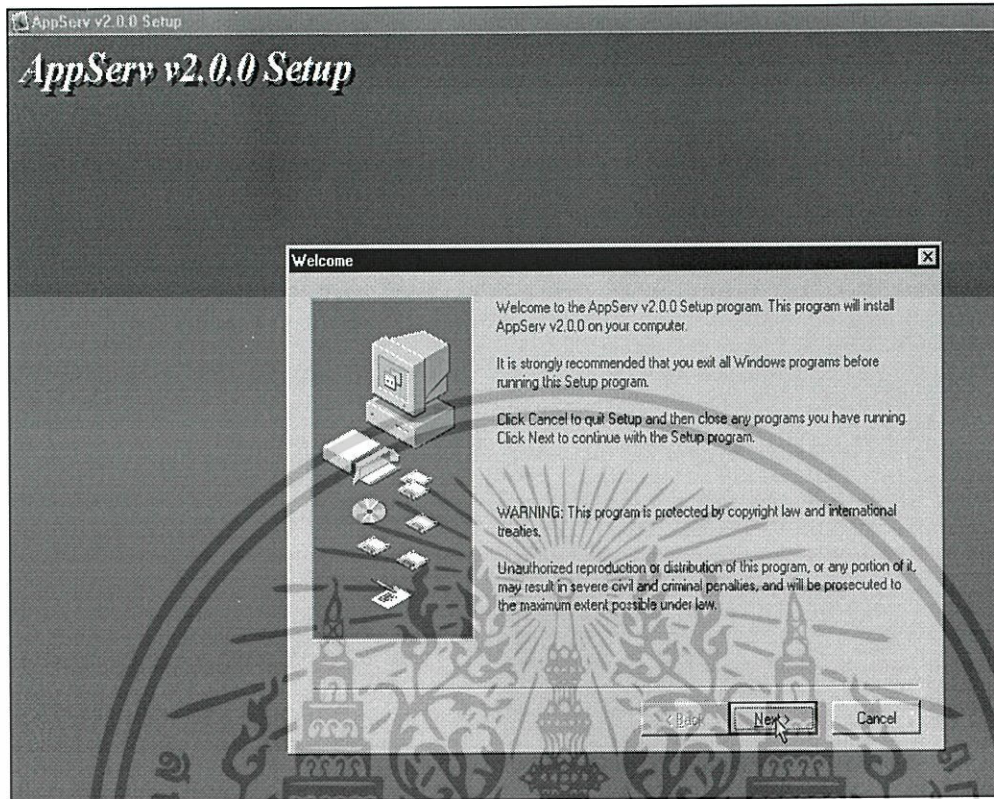 AppServ v2.0.0 Setup
AppServ v2.0.0 Setup
Welcome
Welcome to the AppServ v2.0.0 Setup program. This program will install
AppServ v2.0.0 on your computer.
It is strongly recommended that you exit all Windows programs before
running this Setup program.
Click Cancel to quit Setup and then close any programs you have running.
Click Next to continue with the Setup program.
WARNING: This program is protected by copyright law and international
treaties.
Unauthorized reproduction or distribution of this program, or any portion of it,
may result in severe civil and criminal penalties, and will be prosecuted to
the maximum extent possible under law.
< Back
Next >
Cancel